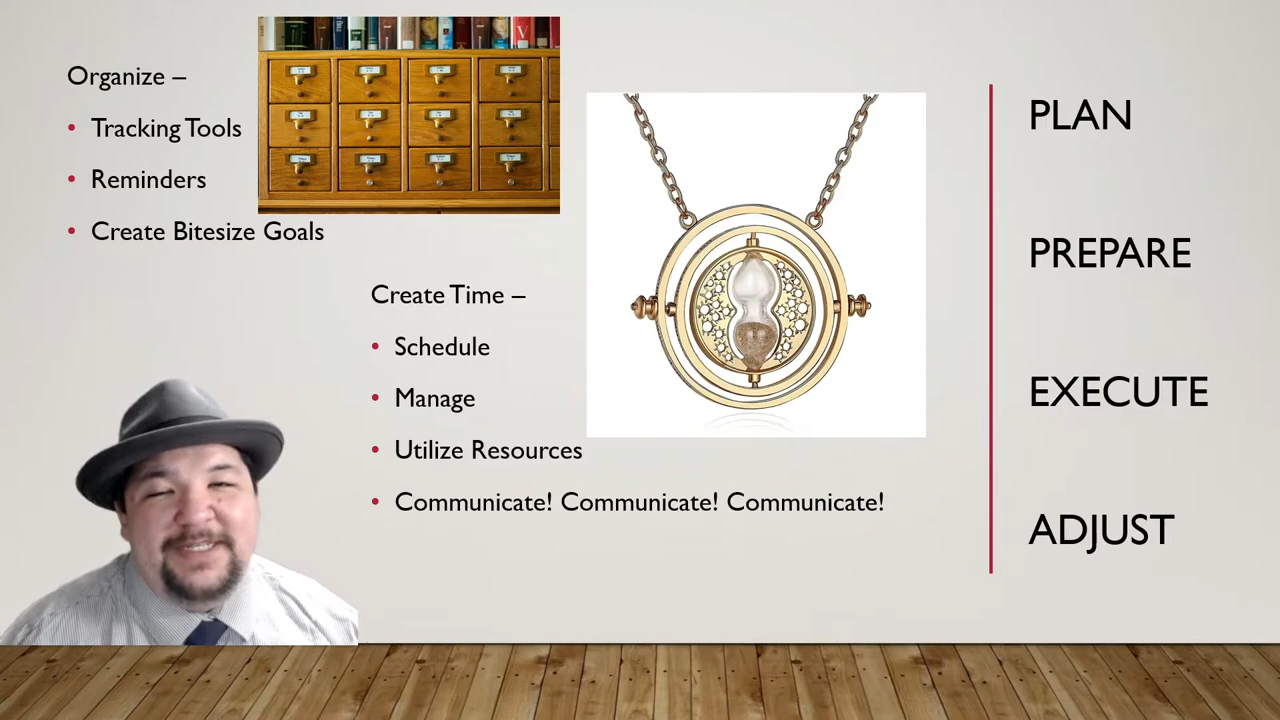 Organize –
• Tracking Tools
• Reminders
• Create Bitesize Goals
Create Time –
• Schedule
• Manage
• Utilize Resources
• Communicate! Communicate! Communicate!
PLAN
PREPARE
EXECUTE
ADJUST
V